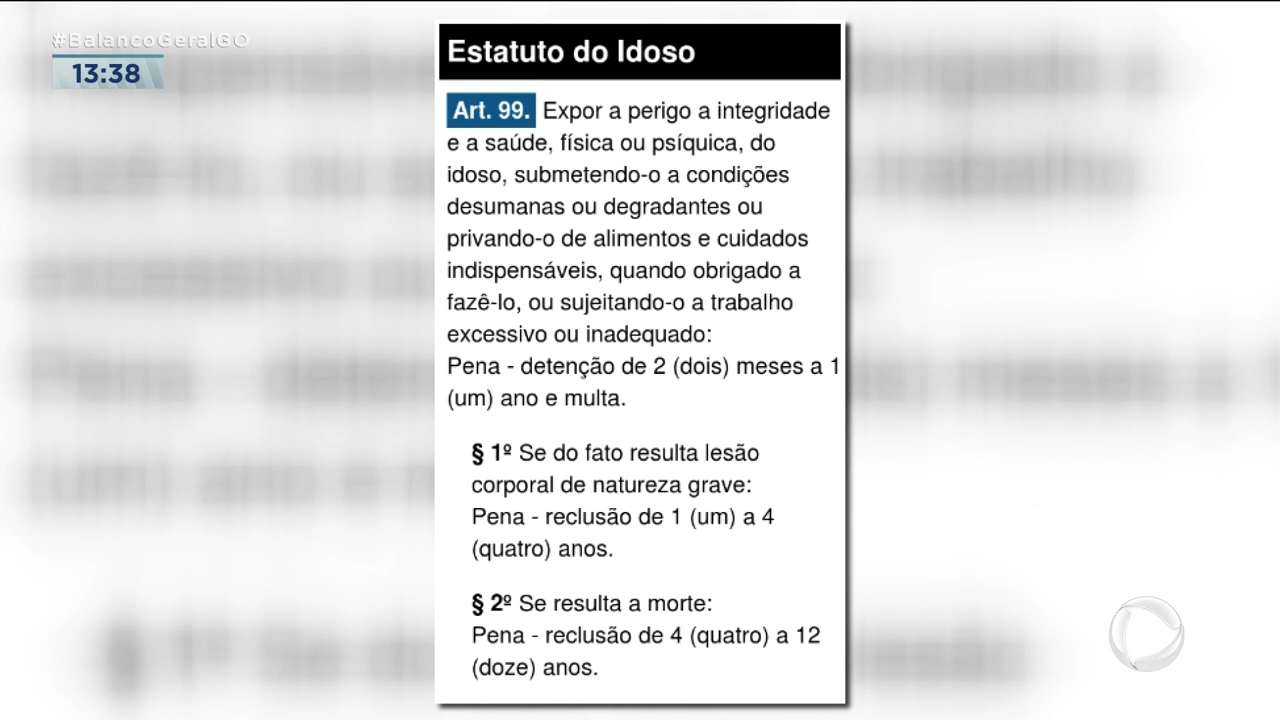 #BalancoGeralGO
13:38
Estatuto do Idoso
Art. 99. Expor a perigo a integridade
e a saúde, física ou psíquica, do
idoso, submetendo-o a condições
desumanas ou degradantes ou
privando-o de alimentos e cuidados
indispensáveis, quando obrigado a
fazê-lo, ou sujeitando-o a trabalho
excessivo ou inadequado:
Pena - detenção de 2 (dois) meses a 1
(um) ano e multa.
§ 1º Se do fato resulta lesão
corporal de natureza grave:
Pena - reclusão de 1 (um) a 4
(quatro) anos.
§ 2º Se resulta a morte:
Pena - reclusão de 4 (quatro) a 12
(doze) anos.